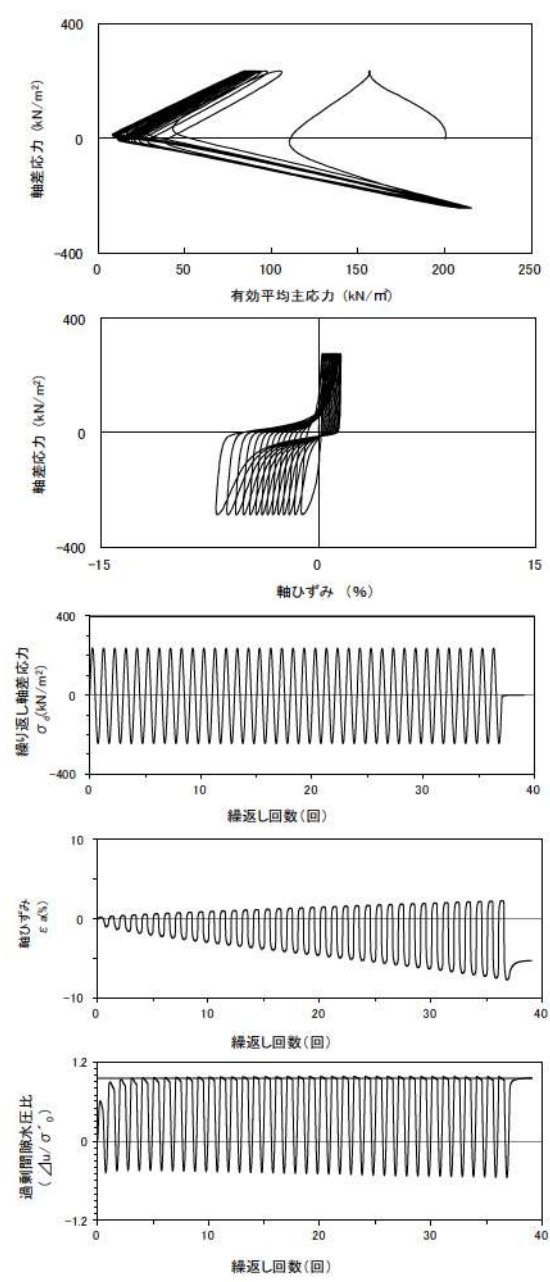 400
0
-400
軸差応力 (kN/m²)
0 50 100 150 200 250
有効平均主応力 (kN/㎡)
400
0
-400
軸差応力 (kN/m²)
-15 0 15
軸ひずみ (%)
400
0
-400
繰り返し軸差応力
σd(kN/m²)
0 10 20 30 40
繰返し回数(回)
10
0
-10
軸ひずみ
εa(%)
0 10 20 30 40
繰返し回数(回)
1.2
0
-1.2
過剰間隙水圧比
(⊿u/σ'0)
0 10 20 30 40
繰返し回数(回)